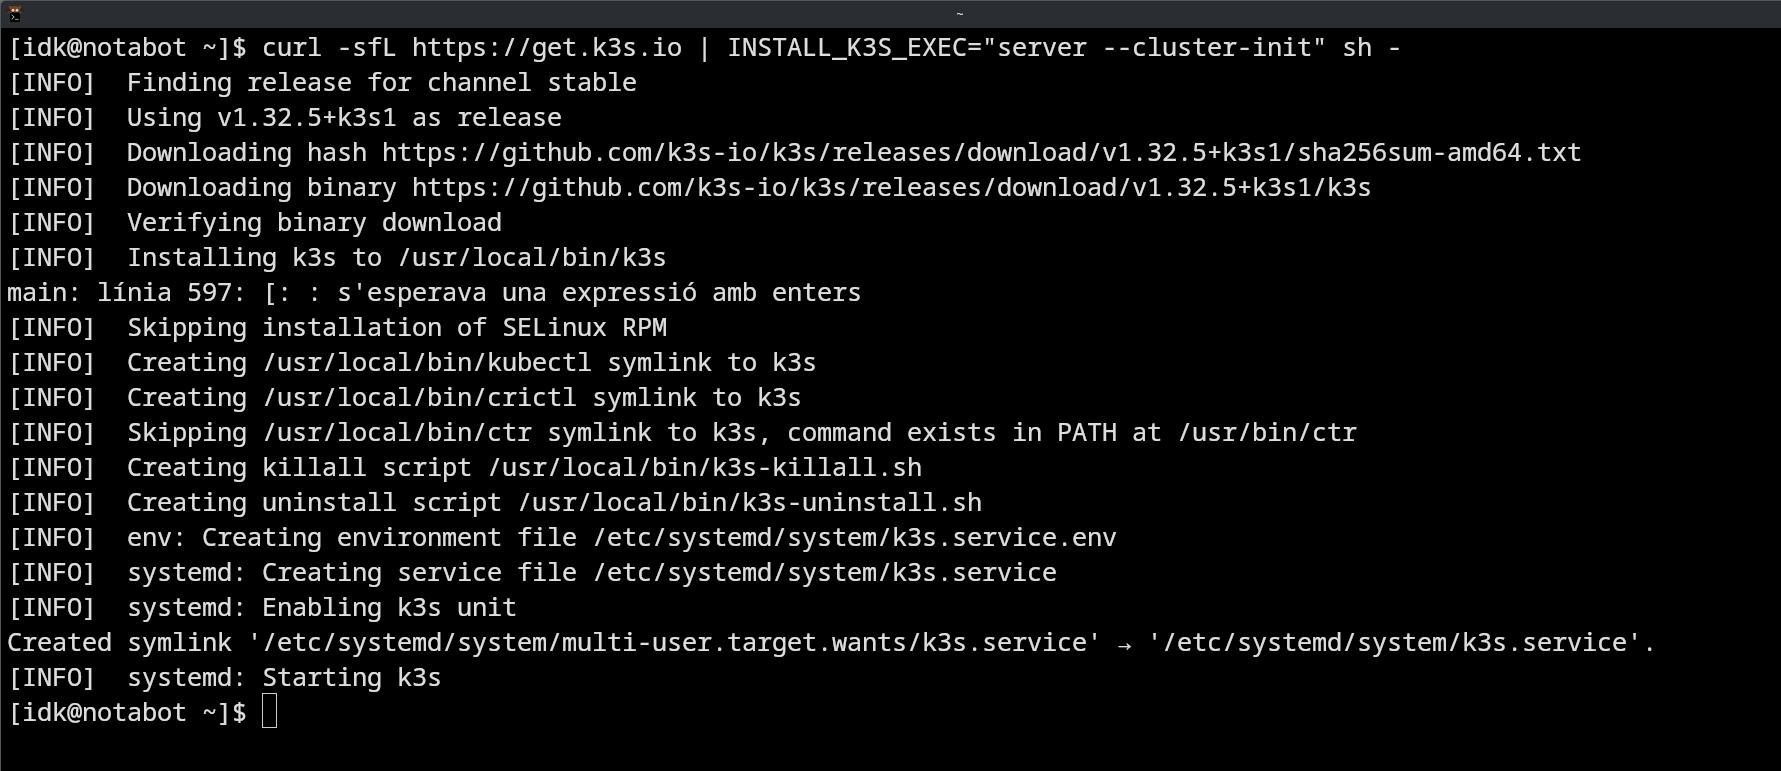 ~
[idk@notabot ~]$ curl -sfL https://get.k3s.io | INSTALL_K3S_EXEC="server --cluster-init" sh -
[INFO]  Finding release for channel stable
[INFO]  Using v1.32.5+k3s1 as release
[INFO]  Downloading hash https://github.com/k3s-io/k3s/releases/download/v1.32.5+k3s1/sha256sum-amd64.txt
[INFO]  Downloading binary https://github.com/k3s-io/k3s/releases/download/v1.32.5+k3s1/k3s
[INFO]  Verifying binary download
[INFO]  Installing k3s to /usr/local/bin/k3s
main: línia 597: [: : s'esperava una expressió amb enters
[INFO]  Skipping installation of SELinux RPM
[INFO]  Creating /usr/local/bin/kubectl symlink to k3s
[INFO]  Creating /usr/local/bin/crictl symlink to k3s
[INFO]  Skipping /usr/local/bin/ctr symlink to k3s, command exists in PATH at /usr/bin/ctr
[INFO]  Creating killall script /usr/local/bin/k3s-killall.sh
[INFO]  Creating uninstall script /usr/local/bin/k3s-uninstall.sh
[INFO]  env: Creating environment file /etc/systemd/system/k3s.service.env
[INFO]  systemd: Creating service file /etc/systemd/system/k3s.service
[INFO]  systemd: Enabling k3s unit
Created symlink '/etc/systemd/system/multi-user.target.wants/k3s.service' → '/etc/systemd/system/k3s.service'.
[INFO]  systemd: Starting k3s
[idk@notabot ~]$